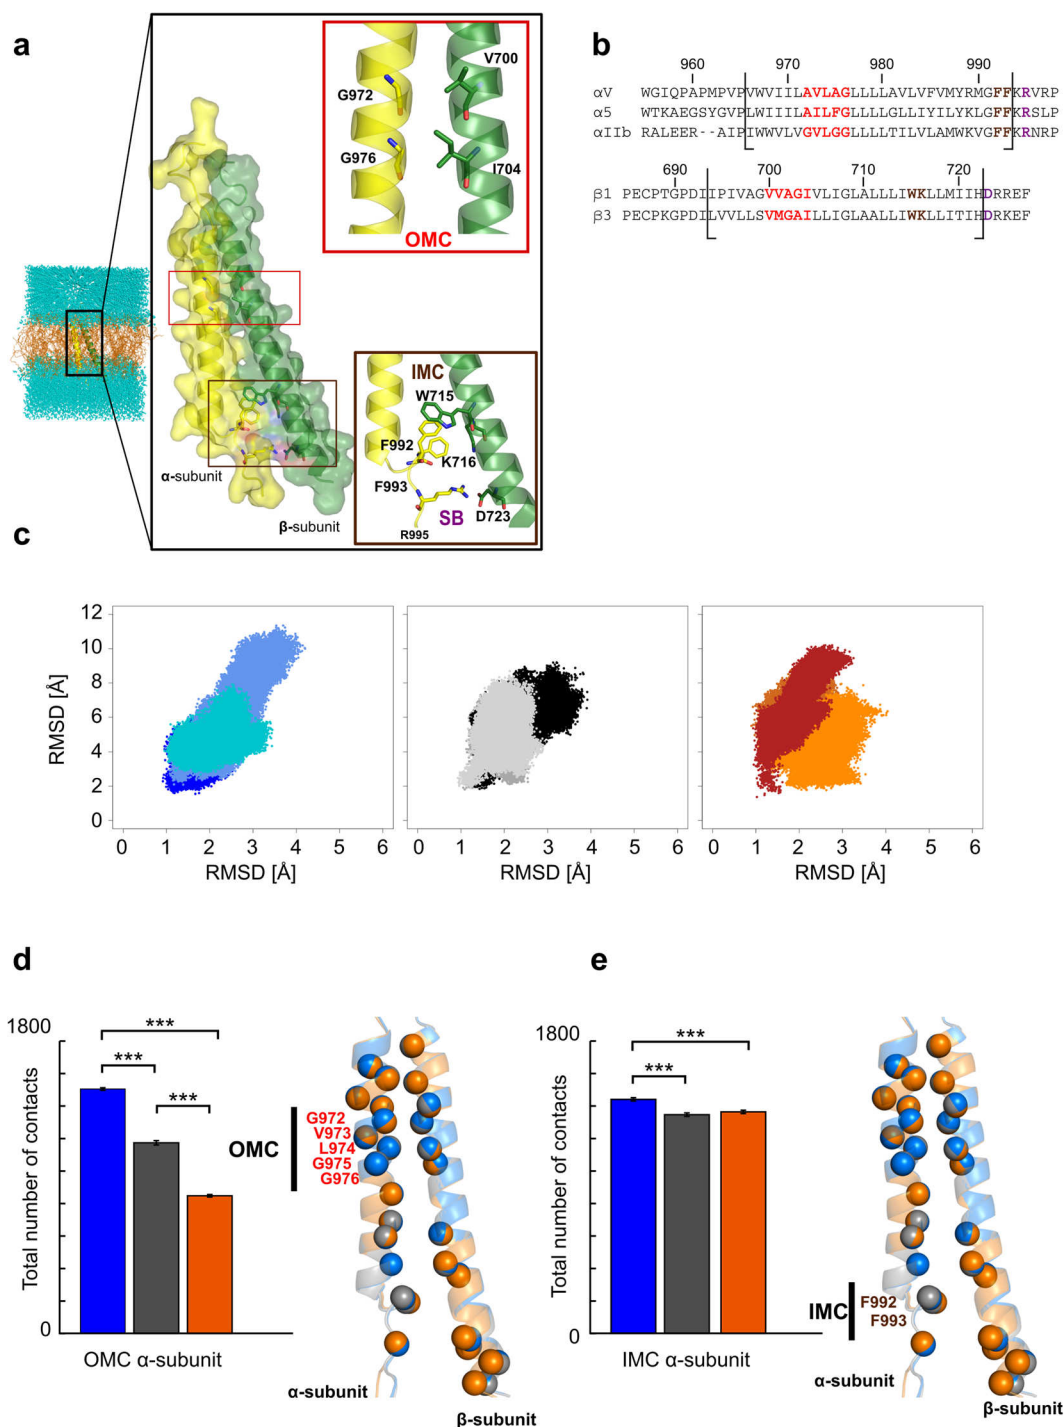 a
V700
G972
G976
I704
OMC
IMC
W715
F992
K716
F993
SB
D723
R995
α-subunit
β-subunit
b
960 970 980 990
αV WGIQPAPMPVPVWVIILAVLAGLLLLAVLVFVMYRMGFFKRVRP
α5 WTKAEGSYGVPLWIIILAILFGLLLLGLLIYILYKLGFFKRSLP
αIIb RALEER--AIPIWWVLVGVLGGLLLLTILVLAMWKVGFFKRNRP
690 700 710 720
β1 PECPTGPDIIPIVAGVVAGIVLIGLALLLIWKLLMIIHDRREF
β3 PECPKGPDILVVLLSVMGAILLIGLAALLIWKLLITIHDRKEF
c
12
10
8
6
4
2
0
RMSD [Å]
0 1 2 3 4 5 6
RMSD [Å]
0 1 2 3 4 5 6
RMSD [Å]
0 1 2 3 4 5 6
RMSD [Å]
d
1800
Total number of contacts
0
***
***
***
OMC α-subunit
OMC
G972
V973
L974
G975
G976
α-subunit
β-subunit
e
1800
Total number of contacts
0
***
***
IMC α-subunit
IMC
F992
F993
α-subunit
β-subunit